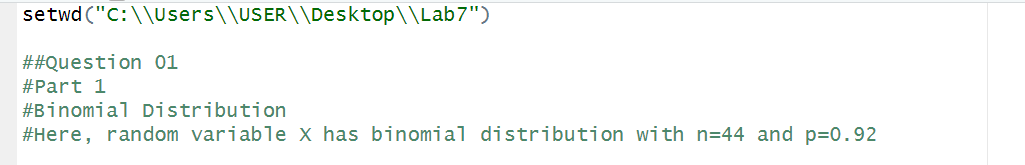 setwd("C:\\Users\\USER\\Desktop\\Lab7")
##Question 01
#Part 1
#Binomial Distribution
#Here, random variable X has binomial distribution with n=44 and p=0.92